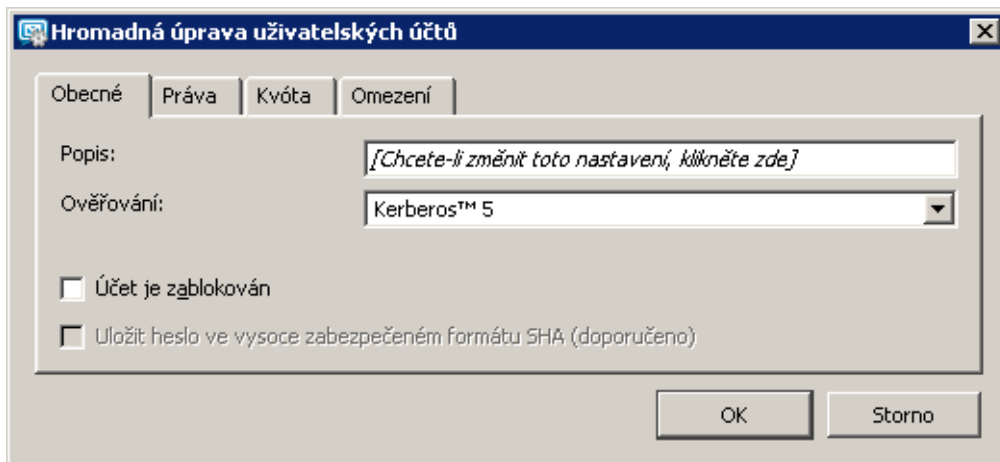 Hromadná úprava uživatelských účtů
Obecné Práva Kvóta Omezení
Popis: [Chcete-li změnit toto nastavení, klikněte zde]
Ověřování: Kerberos™ 5
Účet je zablokován
Uložit heslo ve vysoce zabezpečeném formátu SHA (doporučeno)
OK Storno